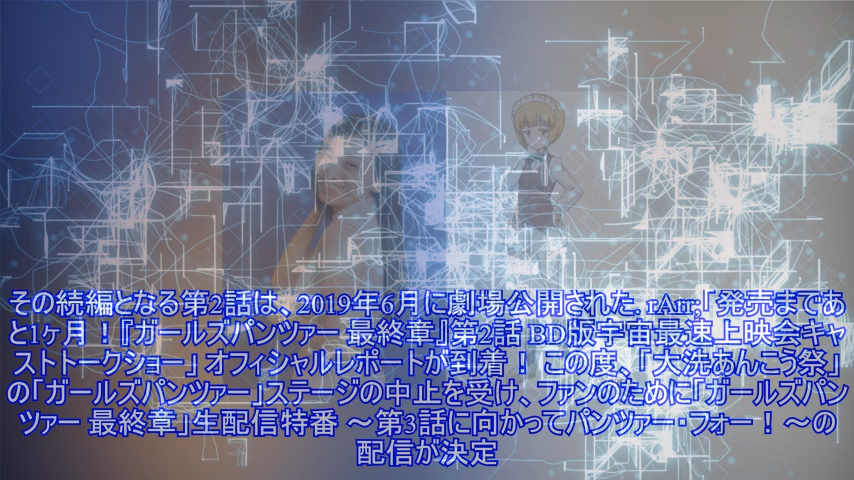 その続編となる第2話は、2019年6月に劇場公開された. rArr;「発売まであ
と1ヶ月！『ガールズパンツァー 最終章』第2話 BD版宇宙最速上映会キャ
ストトークショー」 オフィシャルレポートが到着！ この度、「大洗あんこう祭」
の「ガールズパンツァー」ステージの中止を受け、ファンのために「ガールズパン
ツァー 最終章」生配信特番 ～第3話に向かってパンツァー・フォー！～の
配信が決定